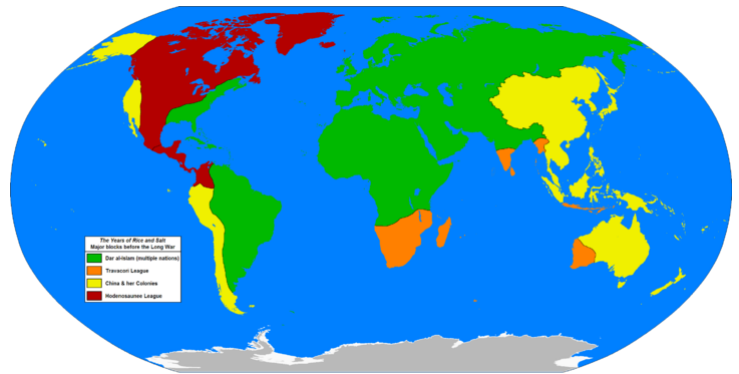 The Years of Rice and Salt
Major blocks before the Long War
Dar al-Islam (multiple nations)
Travacori League
China & her Colonies
Hodenosaunee League